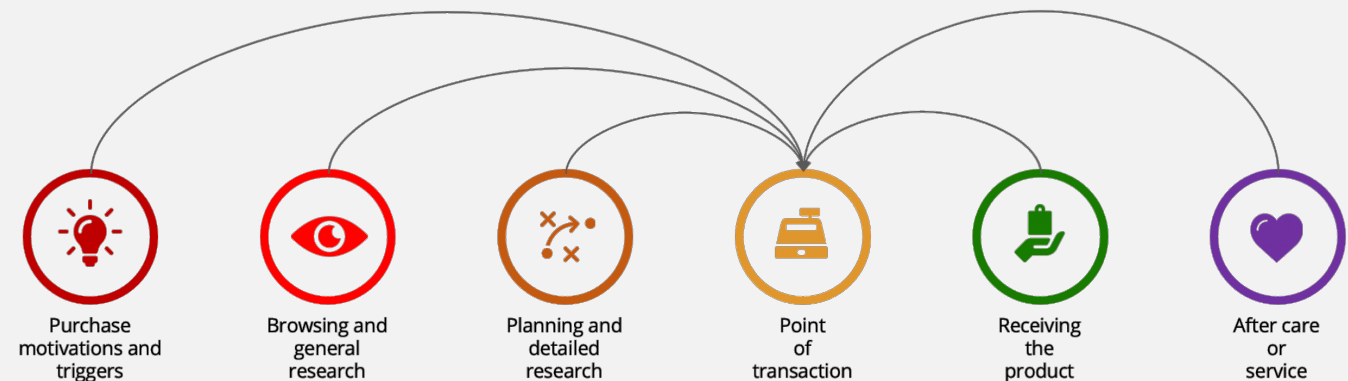 Purchase
motivations and
triggers
Browsing and
general
research
Planning and
detailed
research
Point
of
transaction
Receiving
the
product
After care
or
service